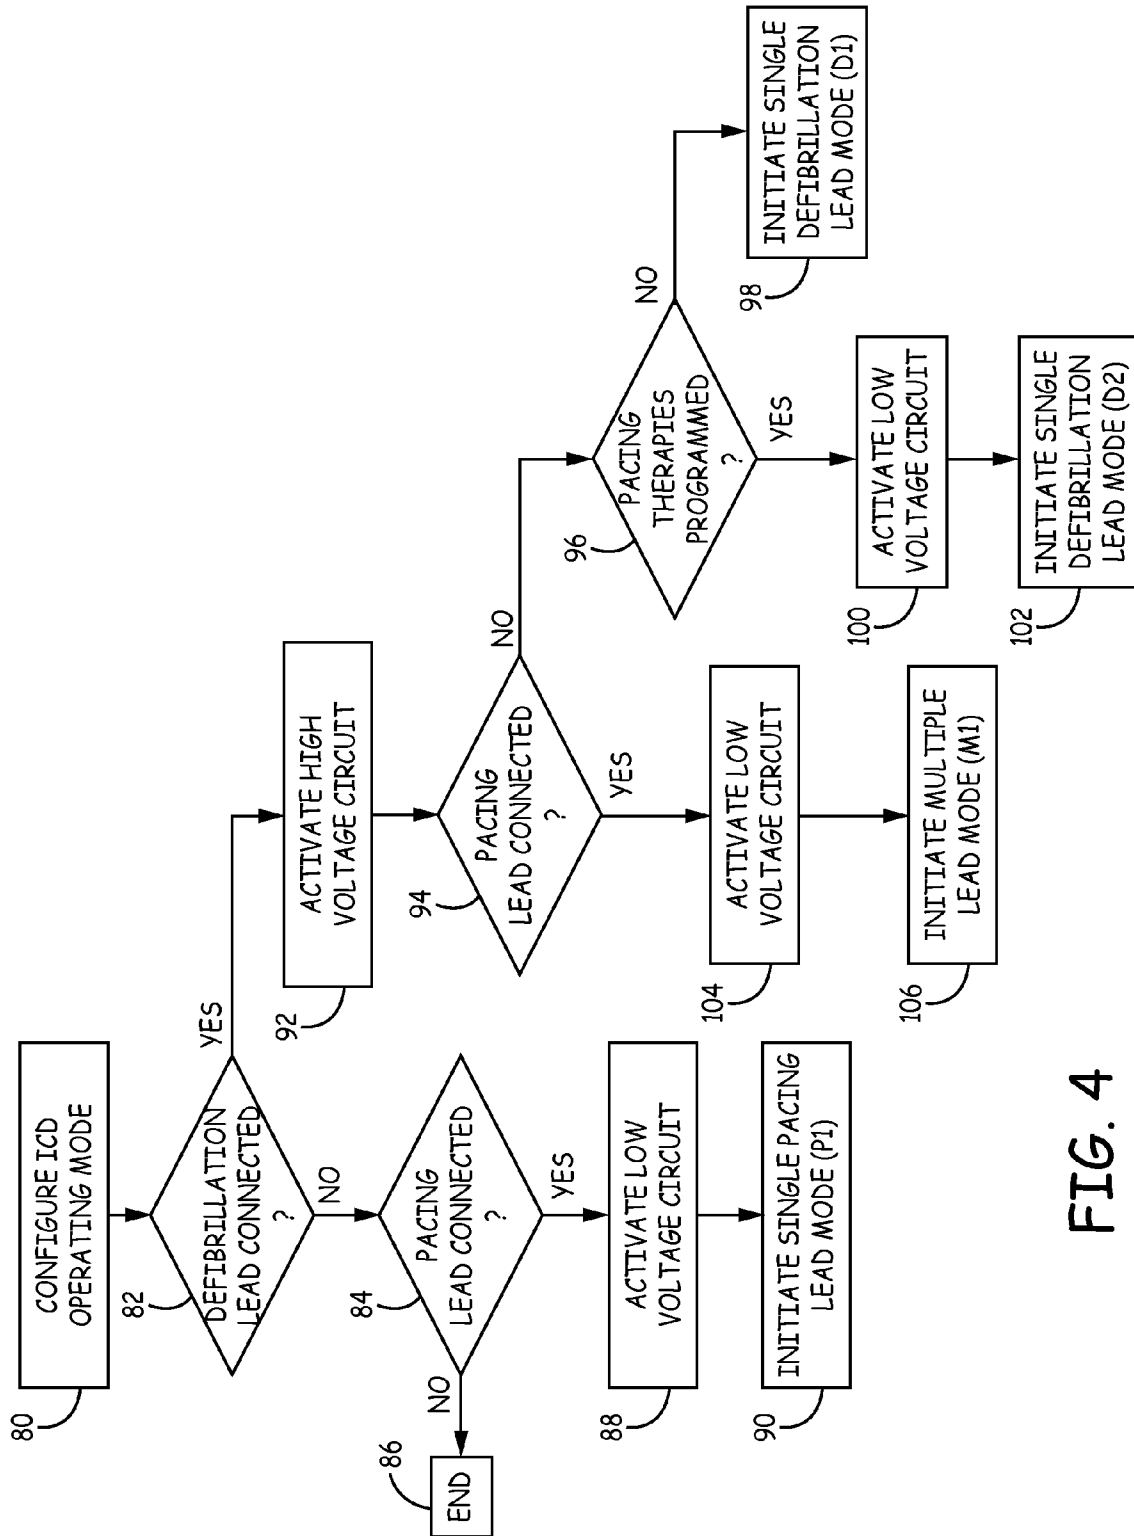 80
CONFIGURE ICD
OPERATING MODE
82
DEFIBRILLATION
LEAD CONNECTED
?
YES
NO
84
PACING
LEAD CONNECTED
?
NO
86
END
YES
88
ACTIVATE LOW
VOLTAGE CIRCUIT
90
INITIATE SINGLE PACING
LEAD MODE (P1)
92
ACTIVATE HIGH
VOLTAGE CIRCUIT
94
PACING
LEAD CONNECTED
?
NO
YES
104
ACTIVATE LOW
VOLTAGE CIRCUIT
106
INITIATE MULTIPLE
LEAD MODE (M1)
96
PACING
THERAPIES
PROGRAMMED
?
NO
YES
98
INITIATE SINGLE
DEFIBRILLATION
LEAD MODE (D1)
100
ACTIVATE LOW
VOLTAGE CIRCUIT
102
INITIATE SINGLE
DEFIBRILLATION
LEAD MODE (D2)
FIG. 4